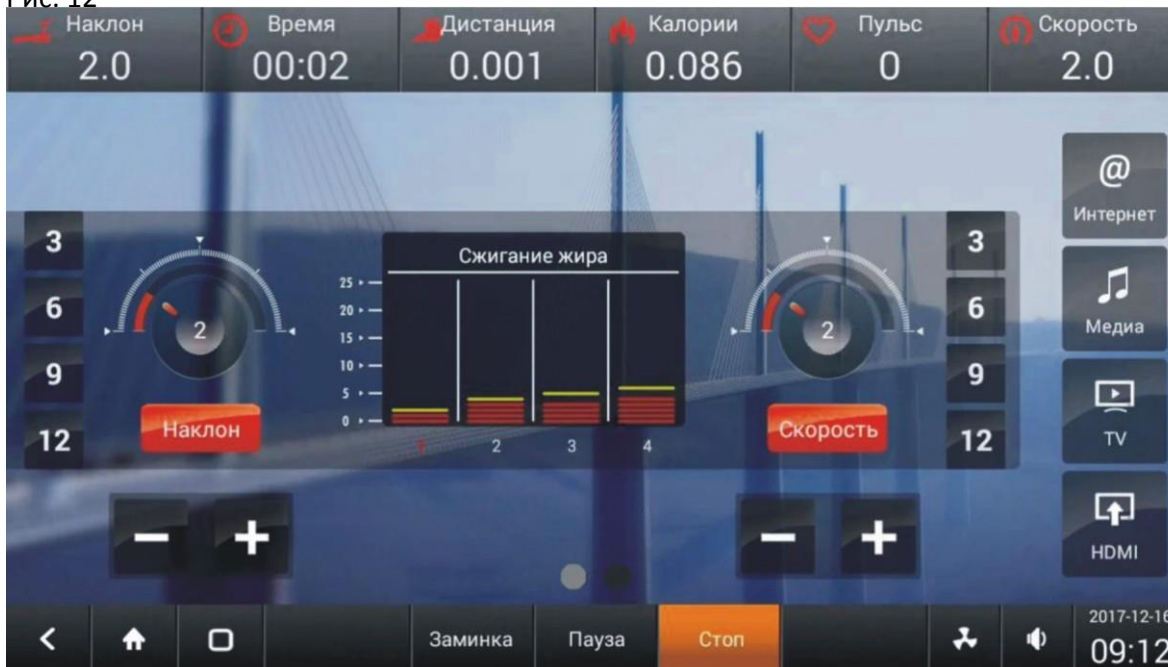 Рис. 12
Наклон Время Дистанция Калории Пульс Скорость
2.0 00:02 0.001 0.086 0 2.0
@
Интернет
Медиа
TV
HDMI
3
6
9
12
2
Наклон
Сжигание жира
25
20
15
10
5
0
1 2 3 4
2
Скорость
3
6
9
12
− +
− +
Заминка Пауза Стоп
2017-12-16
09:12